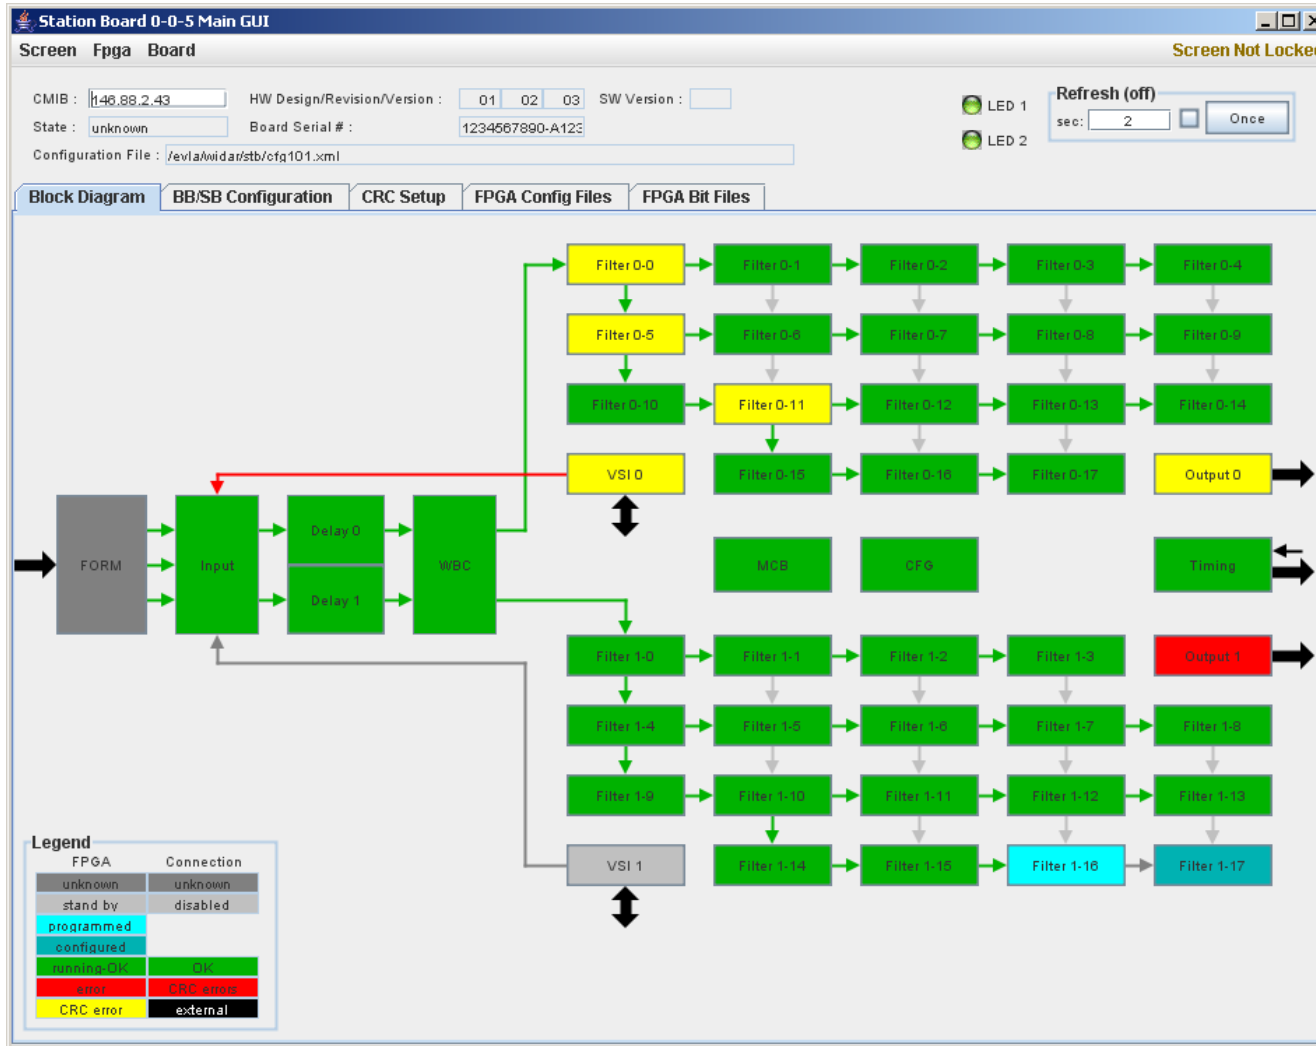 Station Board 0-0-5 Main GUI
Screen Fpga Board Screen Not Locked
CMIB : 146.88.2.43 HW Design/Revision/Version : 01 02 03 SW Version : LED 1 Refresh (off)
sec: 2 Once
State : unknown Board Serial # : 1234567890-A123 LED 2
Configuration File : /evla/widar/stb/cfg101.xml
Block Diagram BB/SB Configuration CRC Setup FPGA Config Files FPGA Bit Files
Filter 0-0 Filter 0-1 Filter 0-2 Filter 0-3 Filter 0-4
Filter 0-5 Filter 0-6 Filter 0-7 Filter 0-8 Filter 0-9
Filter 0-10 Filter 0-11 Filter 0-12 Filter 0-13 Filter 0-14
VSI 0 Filter 0-15 Filter 0-16 Filter 0-17 Output 0
Delay 0
FORM Input WBC MCB CFG Timing
Delay 1
Filter 1-0 Filter 1-1 Filter 1-2 Filter 1-3 Output 1
Filter 1-4 Filter 1-5 Filter 1-6 Filter 1-7 Filter 1-8
Filter 1-9 Filter 1-10 Filter 1-11 Filter 1-12 Filter 1-13
VSI 1 Filter 1-14 Filter 1-15 Filter 1-16 Filter 1-17
Legend
FPGA Connection
unknown unknown
stand by disabled
programmed
configured
running-OK OK
error CRC errors
CRC error external